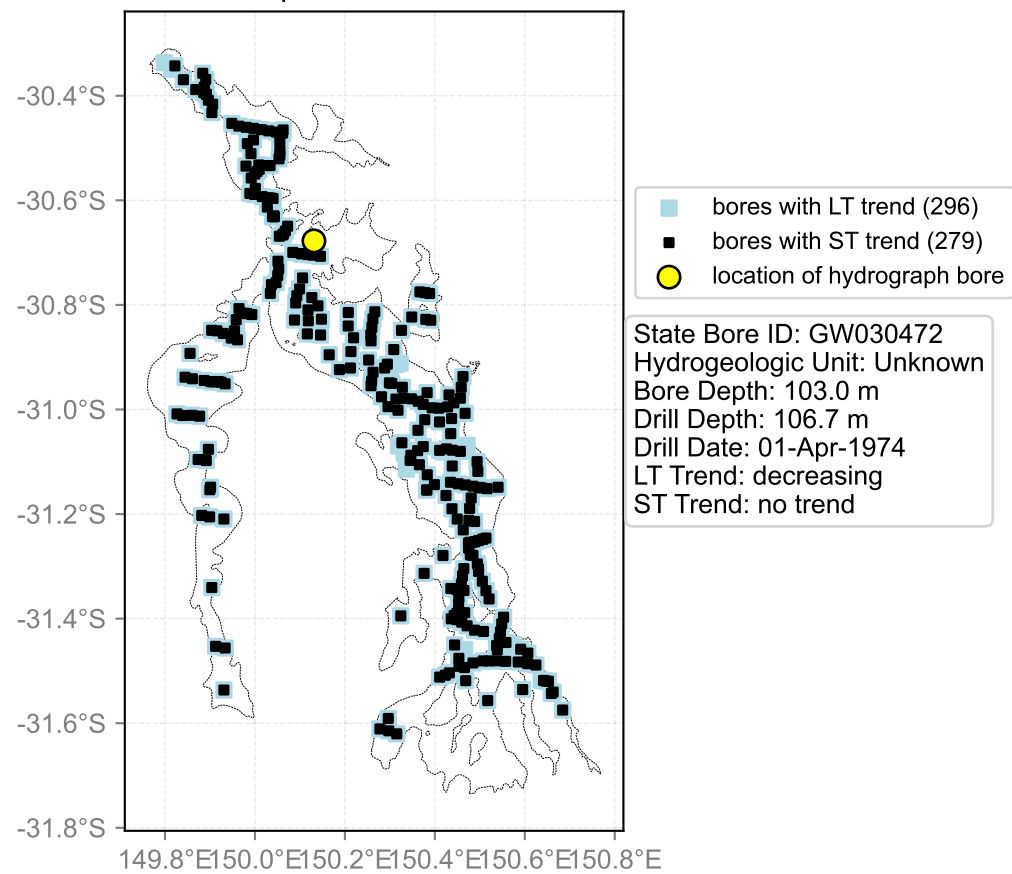 -30.4°S
-30.6°S
-30.8°S
-31.0°S
-31.2°S
-31.4°S
-31.6°S
-31.8°S
149.8°E150.0°E150.2°E150.4°E150.6°E150.8°E
bores with LT trend (296)
bores with ST trend (279)
location of hydrograph bore
State Bore ID: GW030472
Hydrogeologic Unit: Unknown
Bore Depth: 103.0 m
Drill Depth: 106.7 m
Drill Date: 01-Apr-1974
LT Trend: decreasing
ST Trend: no trend